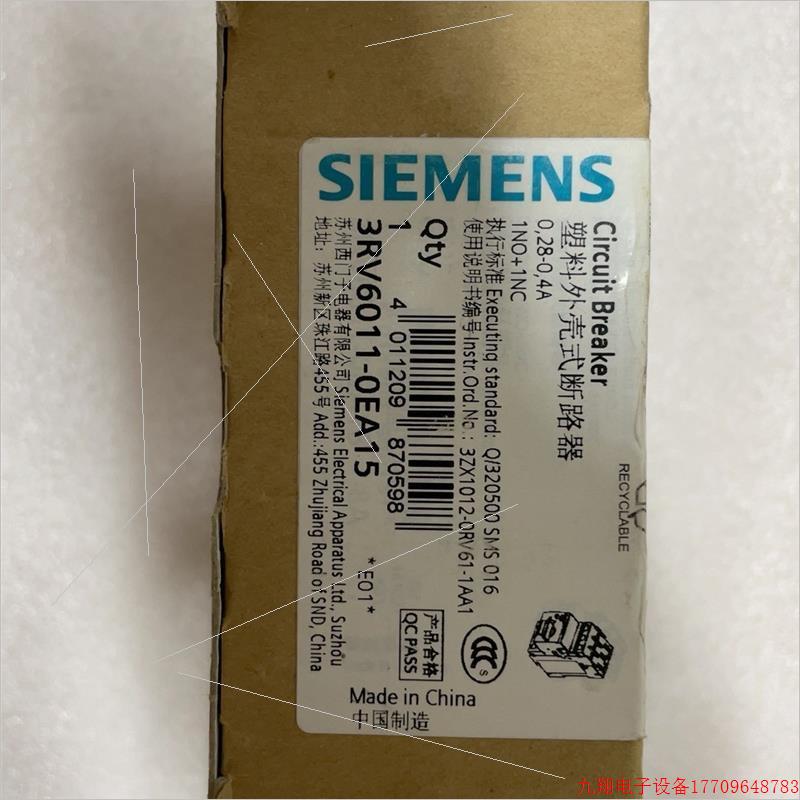 SIEMENS
Circuit Breaker
塑料外壳式断路器
0,28-0,4A
1NO+1NC
执行标准 Executing standard: Q/320500 SMS 016
使用说明书编号 Instr.Ord.No.: 3ZX1012-0RV61-1AA1
Qty
1
4 011209 870598
3RV6011-0EA15
*E01*
苏州西门子电器有限公司 Siemens Electrical Apparatus Ltd., Suzhou
地址: 苏州新区珠江路455号 Add.:455 Zhujiang Road of SND, China
产品合格
QC PASS
CCC S
RECYCLABLE
Made in China
中国制造
九翔电子设备17709648783